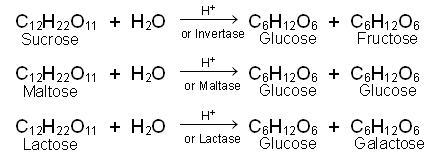 C12H22O11 + H2O H+ or Invertase C6H12O6 + C6H12O6
Sucrose Glucose Fructose
C12H22O11 + H2O H+ or Maltase C6H12O6 + C6H12O6
Maltose Glucose Glucose
C12H22O11 + H2O H+ or Lactase C6H12O6 + C6H12O6
Lactose Glucose Galactose